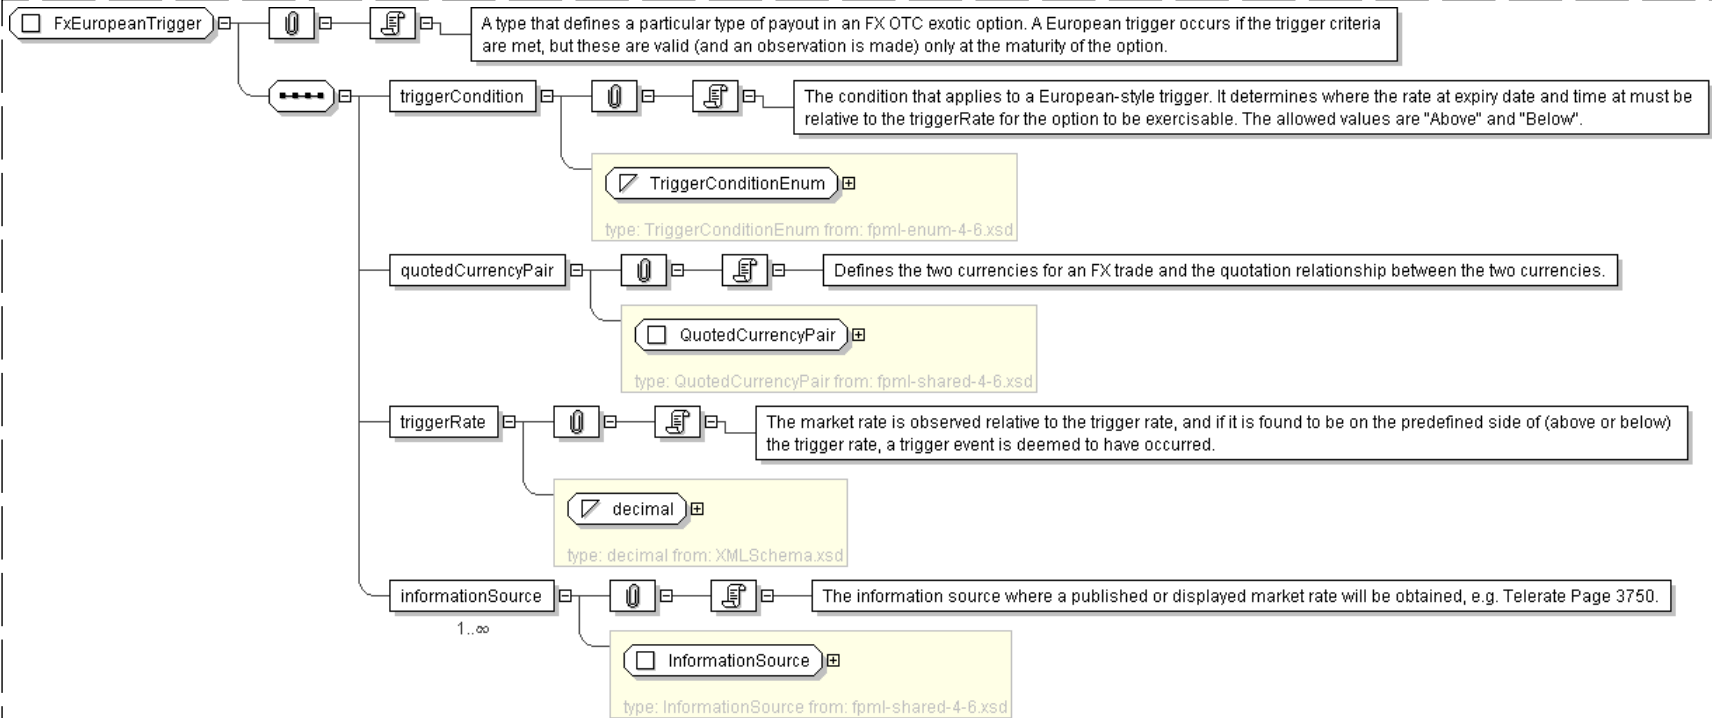 FxEuropeanTrigger
A type that defines a particular type of payout in an FX OTC exotic option. A European trigger occurs if the trigger criteria
are met, but these are valid (and an observation is made) only at the maturity of the option.
triggerCondition
The condition that applies to a European-style trigger. It determines where the rate at expiry date and time at must be
relative to the triggerRate for the option to be exercisable. The allowed values are "Above" and "Below".
TriggerConditionEnum
type: TriggerConditionEnum from: fpml-enum-4-6.xsd
quotedCurrencyPair
Defines the two currencies for an FX trade and the quotation relationship between the two currencies.
QuotedCurrencyPair
type: QuotedCurrencyPair from: fpml-shared-4-6.xsd
triggerRate
The market rate is observed relative to the trigger rate, and if it is found to be on the predefined side of (above or below)
the trigger rate, a trigger event is deemed to have occurred.
decimal
type: decimal from: XMLSchema.xsd
informationSource
The information source where a published or displayed market rate will be obtained, e.g. Telerate Page 3750.
1..∞
InformationSource
type: InformationSource from: fpml-shared-4-6.xsd